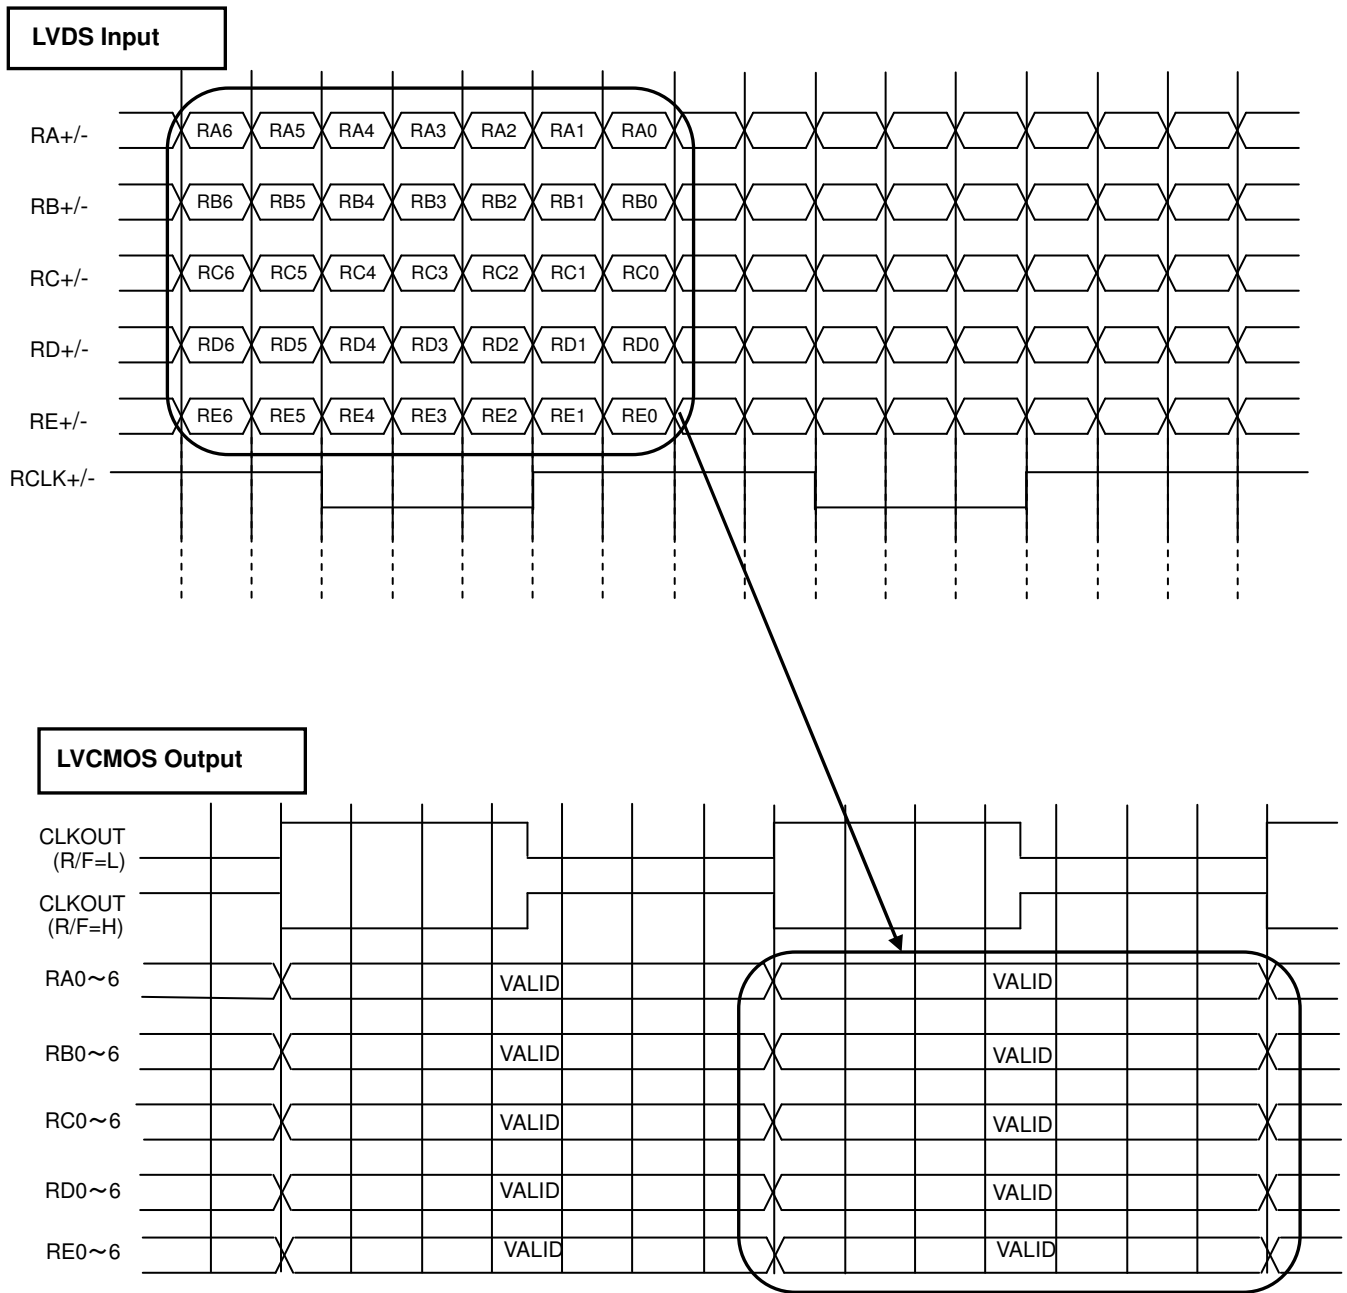 LVDS Input
RA+/- RA6 RA5 RA4 RA3 RA2 RA1 RA0
RB+/- RB6 RB5 RB4 RB3 RB2 RB1 RB0
RC+/- RC6 RC5 RC4 RC3 RC2 RC1 RC0
RD+/- RD6 RD5 RD4 RD3 RD2 RD1 RD0
RE+/- RE6 RE5 RE4 RE3 RE2 RE1 RE0
RCLK+/-
LVCMOS Output
CLKOUT
(R/F=L)
CLKOUT
(R/F=H)
RA0～6 VALID VALID
RB0～6 VALID VALID
RC0～6 VALID VALID
RD0～6 VALID VALID
RE0～6 VALID VALID